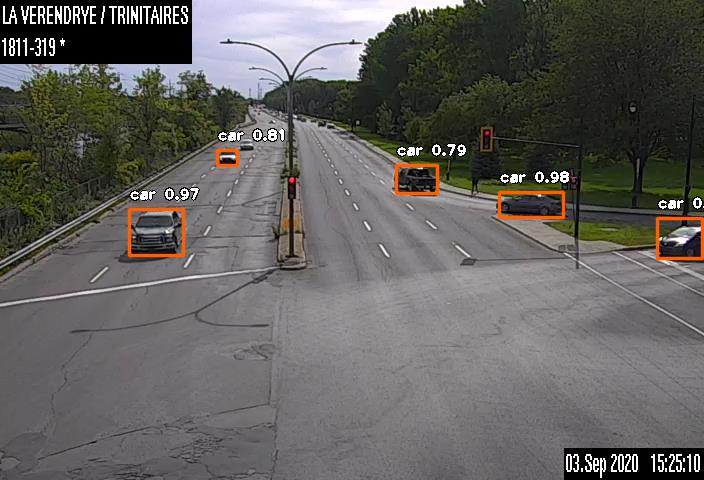 LA VERENDRYE / TRINITAIRES
1811-319 *
car 0.81
car 0.79
car 0.97
car 0.98
car 0.
03.Sep 2020 15:25:10